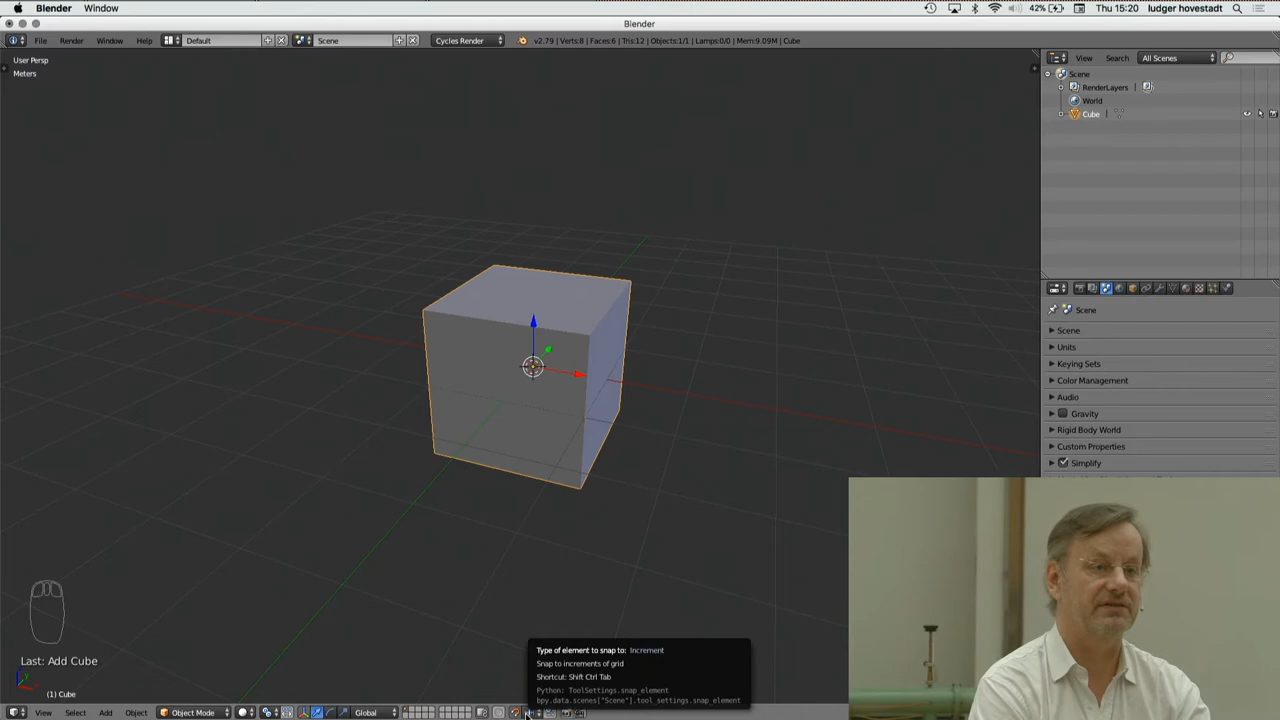 Blender Window 42% Thu 15:20 ludger hovestadt
Blender
File Render Window Help Default Scene Cycles Render v2.79 | Verts:8 | Faces:6 | Tris:12 | Objects:1/1 | Lamps:0/0 | Mem:9.09M | Cube
User Persp
Meters
View Search All Scenes
Scene
RenderLayers
World
Cube
Scene
Scene
Units
Keying Sets
Color Management
Audio
Gravity
Rigid Body World
Custom Properties
Simplify
Last: Add Cube
(1) Cube
Type of element to snap to: Increment
Snap to increments of grid
Shortcut: Shift Ctrl Tab
Python: ToolSettings.snap_element
bpy.data.scenes["Scene"].tool_settings.snap_element
View Select Add Object Object Mode Global